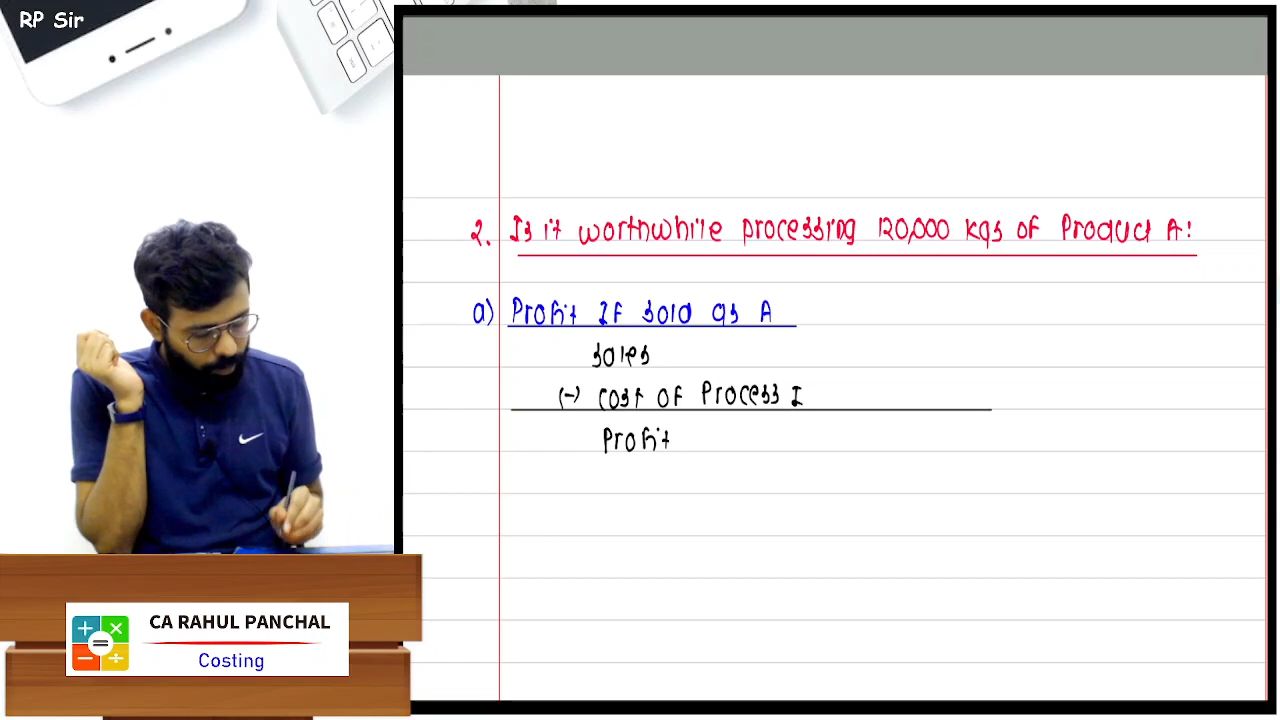 RP Sir
2. Is it worthwhile processing 120,000 kgs of Product A:
a) Profit If sold as A
sales
(-) cost of Process I
Profit
CA RAHUL PANCHAL
Costing